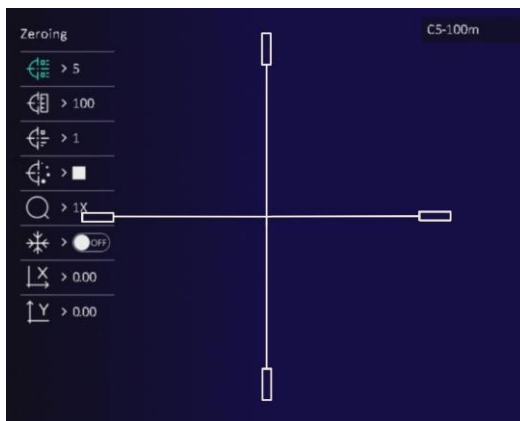 Zeroing
C5-100m
> 5
> 100
> 1
>
> 1X
> OFF
X > 0.00
Y > 0.00